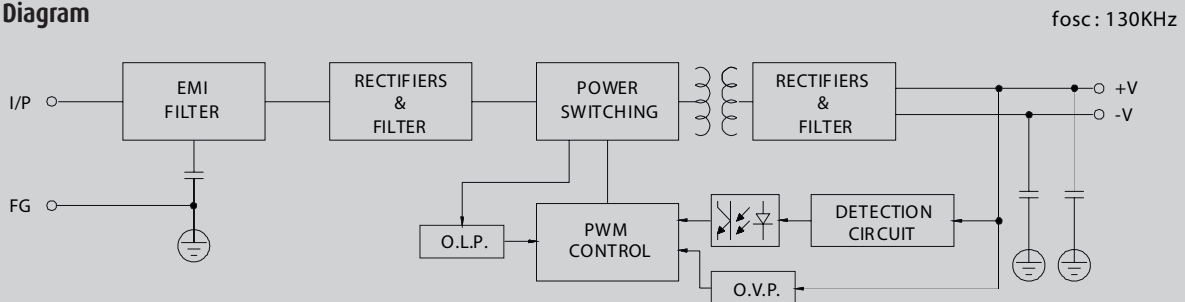 Diagram
fosc : 130KHz
I/P
EMI
FILTER
RECTIFIERS
&
FILTER
POWER
SWITCHING
RECTIFIERS
&
FILTER
+V
-V
FG
O.L.P.
PWM
CONTROL
DETECTION
CIRCUIT
O.V.P.